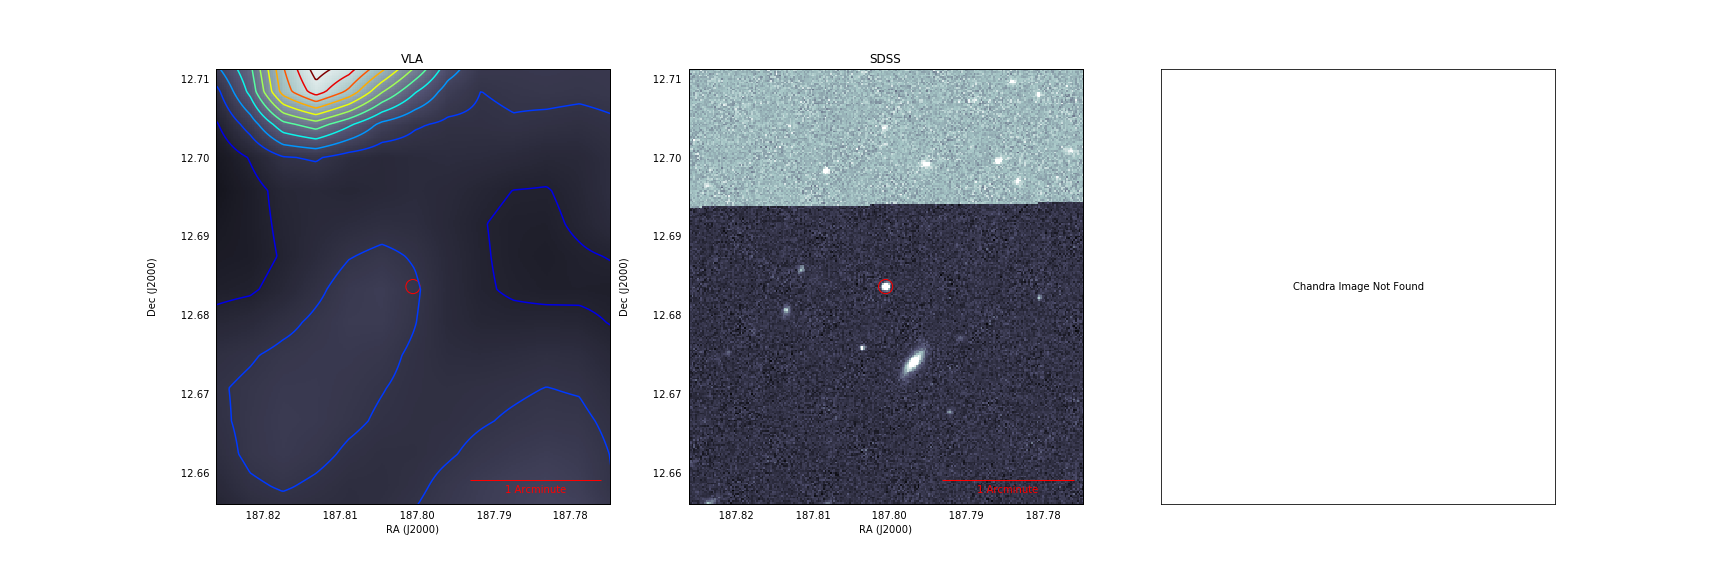 VLA
12.71
12.70
12.69
12.68
12.67
12.66
Dec (J2000)
187.82 187.81 187.80 187.79 187.78
RA (J2000)
1 Arcminute
SDSS
12.71
12.70
12.69
12.68
12.67
12.66
Dec (J2000)
187.82 187.81 187.80 187.79 187.78
RA (J2000)
1 Arcminute
Chandra Image Not Found